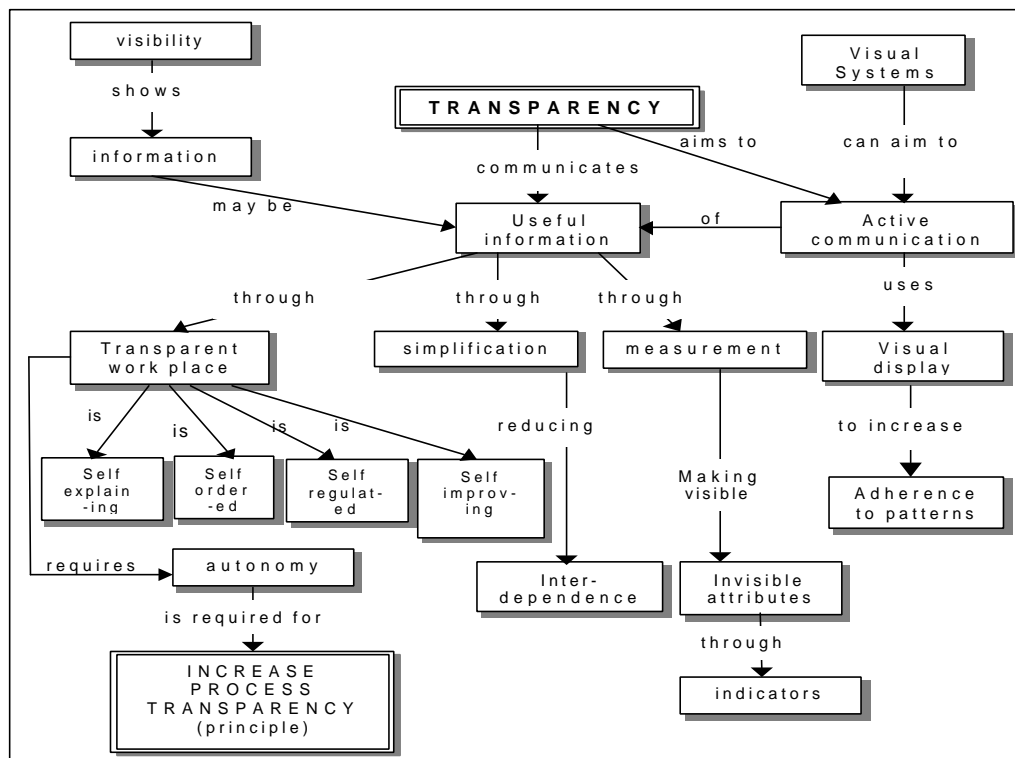 visibility
Visual
Systems
shows
TRANSPARENCY
aims to
can aim to
information
communicates
may be
Useful
information
of
Active
communication
through
through
through
uses
Transparent
work place
simplification
measurement
Visual
display
is
is
is
is
reducing
to increase
Self
explain
-ing
Self
order
-ed
Self
regulat-
ed
Self
improv-
ing
Making
visible
Adherence
to patterns
requires
autonomy
Inter-
dependence
Invisible
attributes
is required for
through
INCREASE
PROCESS
TRANSPARENCY
(principle)
indicators